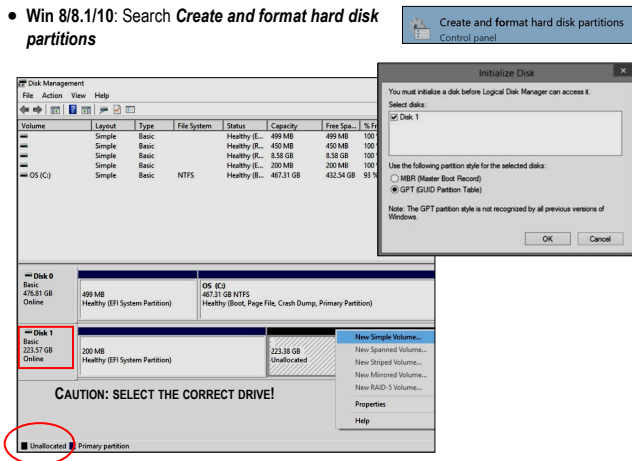 • Win 8/8.1/10: Search Create and format hard disk
partitions
Create and format hard disk partitions
Control panel
Initialize Disk
x
You must initialize a disk before Logical Disk Manager can access it.
Select disks:
Disk 1
Use the following partition style for the selected disks:
MBR (Master Boot Record)
GPT (GUID Partition Table)
Note: The GPT partition style is not recognized by all previous versions of
Windows.
OK Cancel
Disk Management
File Action View Help
Volume Layout Type File System Status Capacity Free Spa... % Fr
Simple Basic Healthy (E... 499 MB 499 MB 100
Simple Basic Healthy (R... 450 MB 450 MB 100
Simple Basic Healthy (R... 8.58 GB 8.58 GB 100
Simple Basic Healthy (E... 200 MB 200 MB 100
OS (C:) Simple Basic NTFS Healthy (B... 467.31 GB 432.54 GB 93 %
Disk 0
Basic
476.81 GB
Online
499 MB
Healthy (EFI System Partition)
OS (C:)
467.31 GB NTFS
Healthy (Boot, Page File, Crash Dump, Primary Partition)
Disk 1
Basic
223.57 GB
Online
200 MB
Healthy (EFI System Partition)
223.38 GB
Unallocated
New Simple Volume...
New Spanned Volume...
New Striped Volume...
New Mirrored Volume...
New RAID-5 Volume...
Properties
Help
CAUTION: SELECT THE CORRECT DRIVE!
Unallocated Primary partition